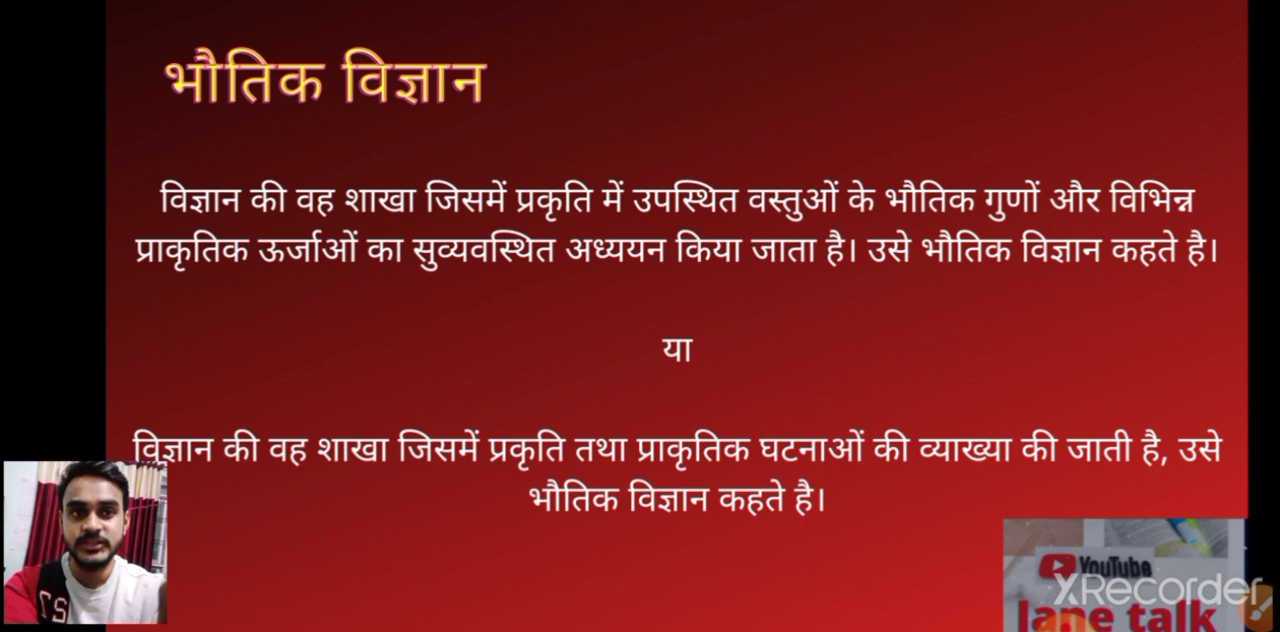 भौतिक विज्ञान
विज्ञान की वह शाखा जिसमें प्रकृति में उपस्थित वस्तुओं के भौतिक गुणों और विभिन्न
प्राकृतिक ऊर्जाओं का सुव्यवस्थित अध्ययन किया जाता है। उसे भौतिक विज्ञान कहते है।
या
विज्ञान की वह शाखा जिसमें प्रकृति तथा प्राकृतिक घटनाओं की व्याख्या की जाती है, उसे
भौतिक विज्ञान कहते है।
YouTube
XRecorder
talk